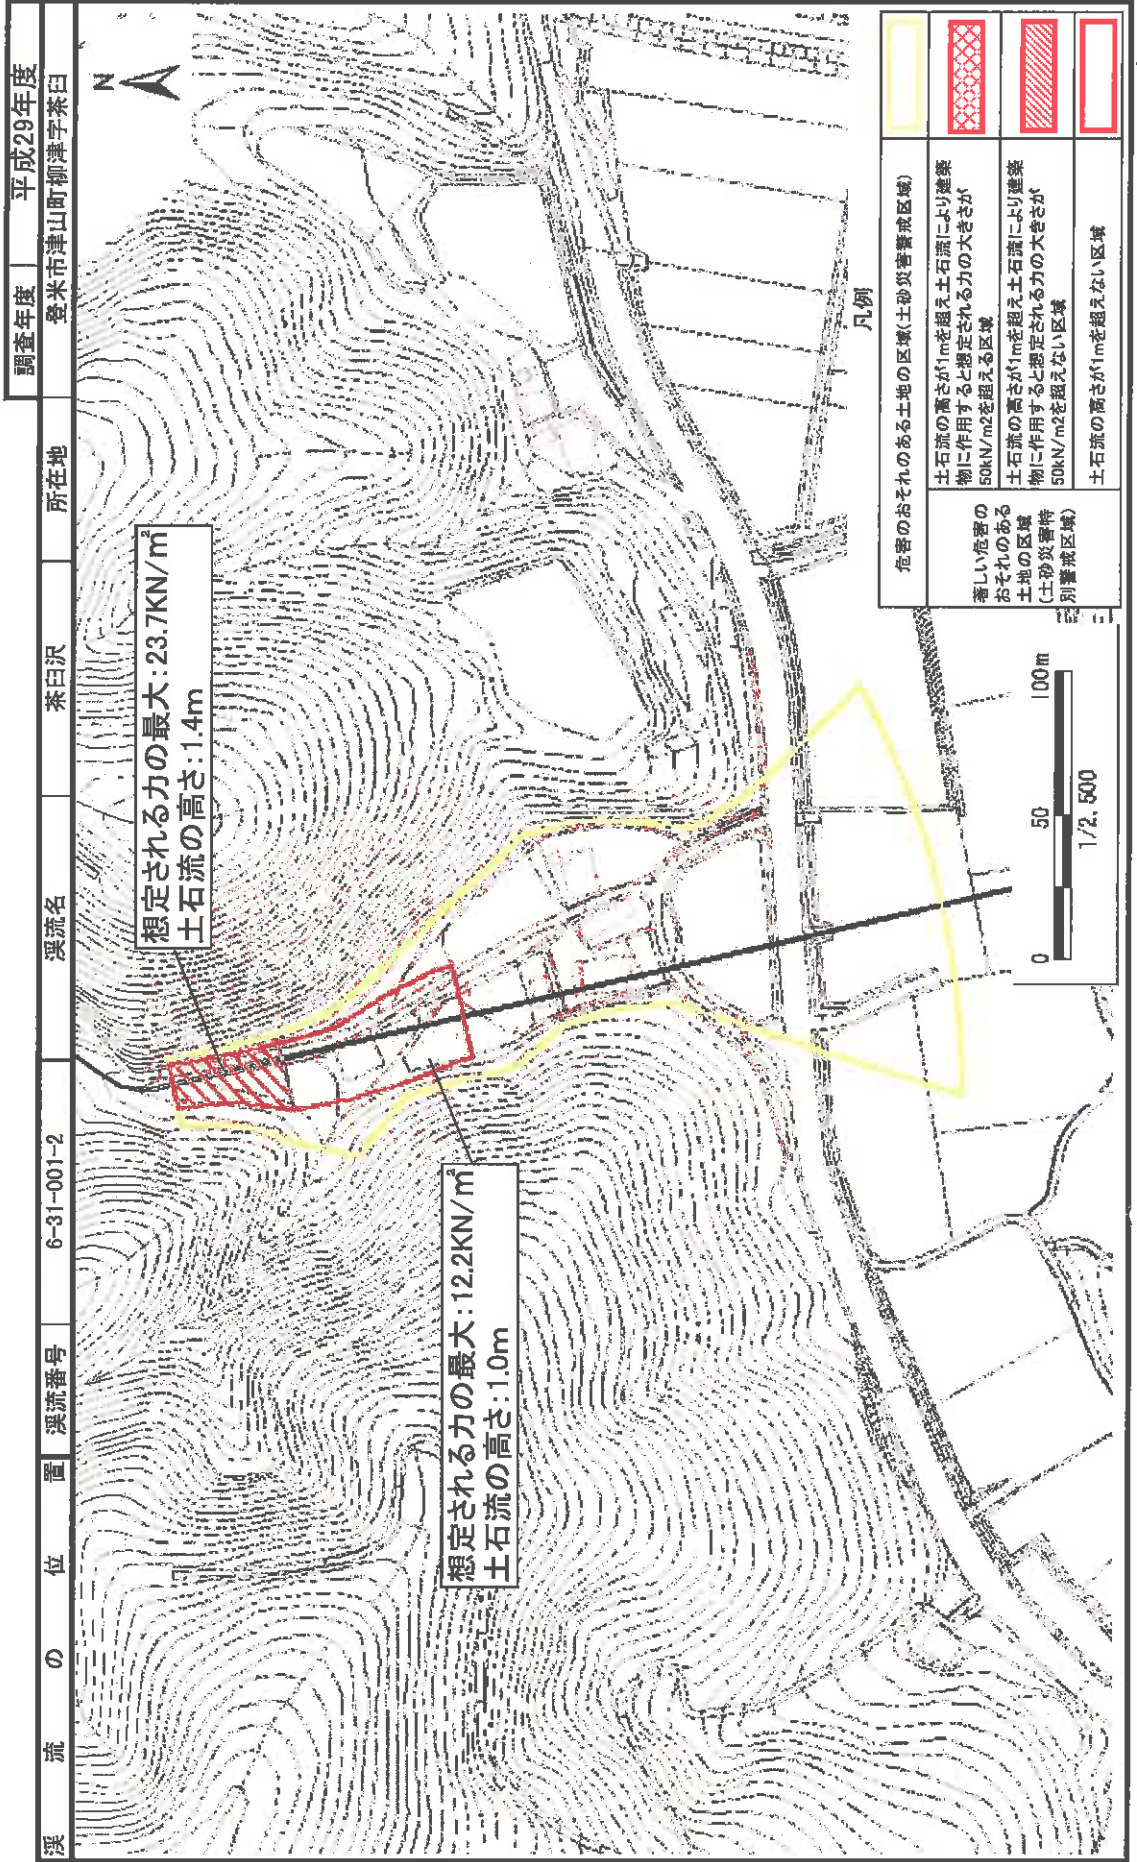 調査年度 平成29年度
渓流の位置 渓流番号 6-31-001-2 渓流名 茶臼沢 所在地 登米市津山町柳津字茶臼
N
想定される力の最大:23.7KN/㎡
土石流の高さ:1.4m
想定される力の最大:12.2KN/㎡
土石流の高さ:1.0m
凡例
危害のおそれのある土地の区域(土砂災害警戒区域)
著しい危害の
おそれのある
土地の区域
(土砂災害特
別警戒区域)
土石流の高さが1mを超え土石流により建築
物に作用すると想定される力の大きさが
50kN/m2を超える区域
土石流の高さが1mを超え土石流により建築
物に作用すると想定される力の大きさが
50kN/m2を超えない区域
土石流の高さが1mを超えない区域
0 50 100m
1/2,500